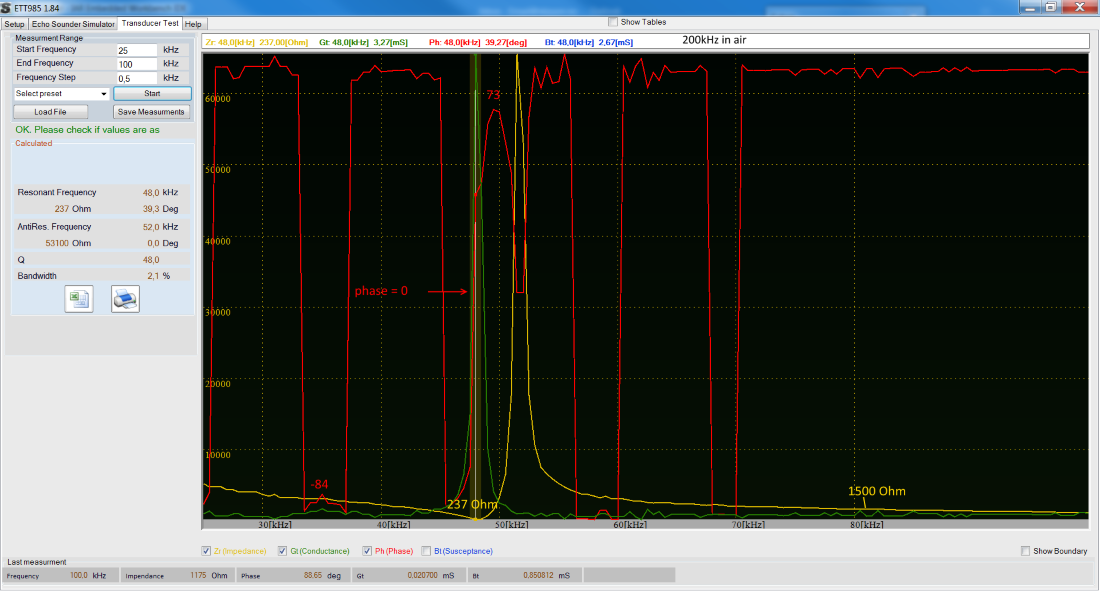 ETT985 1.84
Setup Echo Sounder Simulator Transducer Test Help
Show Tables
Measurment Range
Start Frequency 25 kHz
End Frequency 100 kHz
Frequency Step 0,5 kHz
Select preset Start
Load File Save Measurments
OK. Please check if values are as
Calculated
Resonant Frequency 48,0 kHz
237 Ohm 39,3 Deg
AntiRes. Frequency 52,0 kHz
53100 Ohm 0,0 Deg
Q 48,0
Bandwidth 2,1 %
Zr: 48,0[kHz] 237,00[Ohm] Gt: 48,0[kHz] 3,27[mS] Ph: 48,0[kHz] 39,27[deg] Bt: 48,0[kHz] 2,67[mS] 200kHz in air
60000
73
50000
40000
phase = 0
30000
20000
10000
-84
237 Ohm
1500 Ohm
30[kHz] 40[kHz] 50[kHz] 60[kHz] 70[kHz] 80[kHz]
Zr (Impedance) Gt (Conductance) Ph (Phase) Bt (Susceptance) Show Boundary
Last measurment
Frequency 100.0 kHz Impendance 1175 Ohm Phase 88.65 deg Gt 0.020700 mS Bt 0.850812 mS